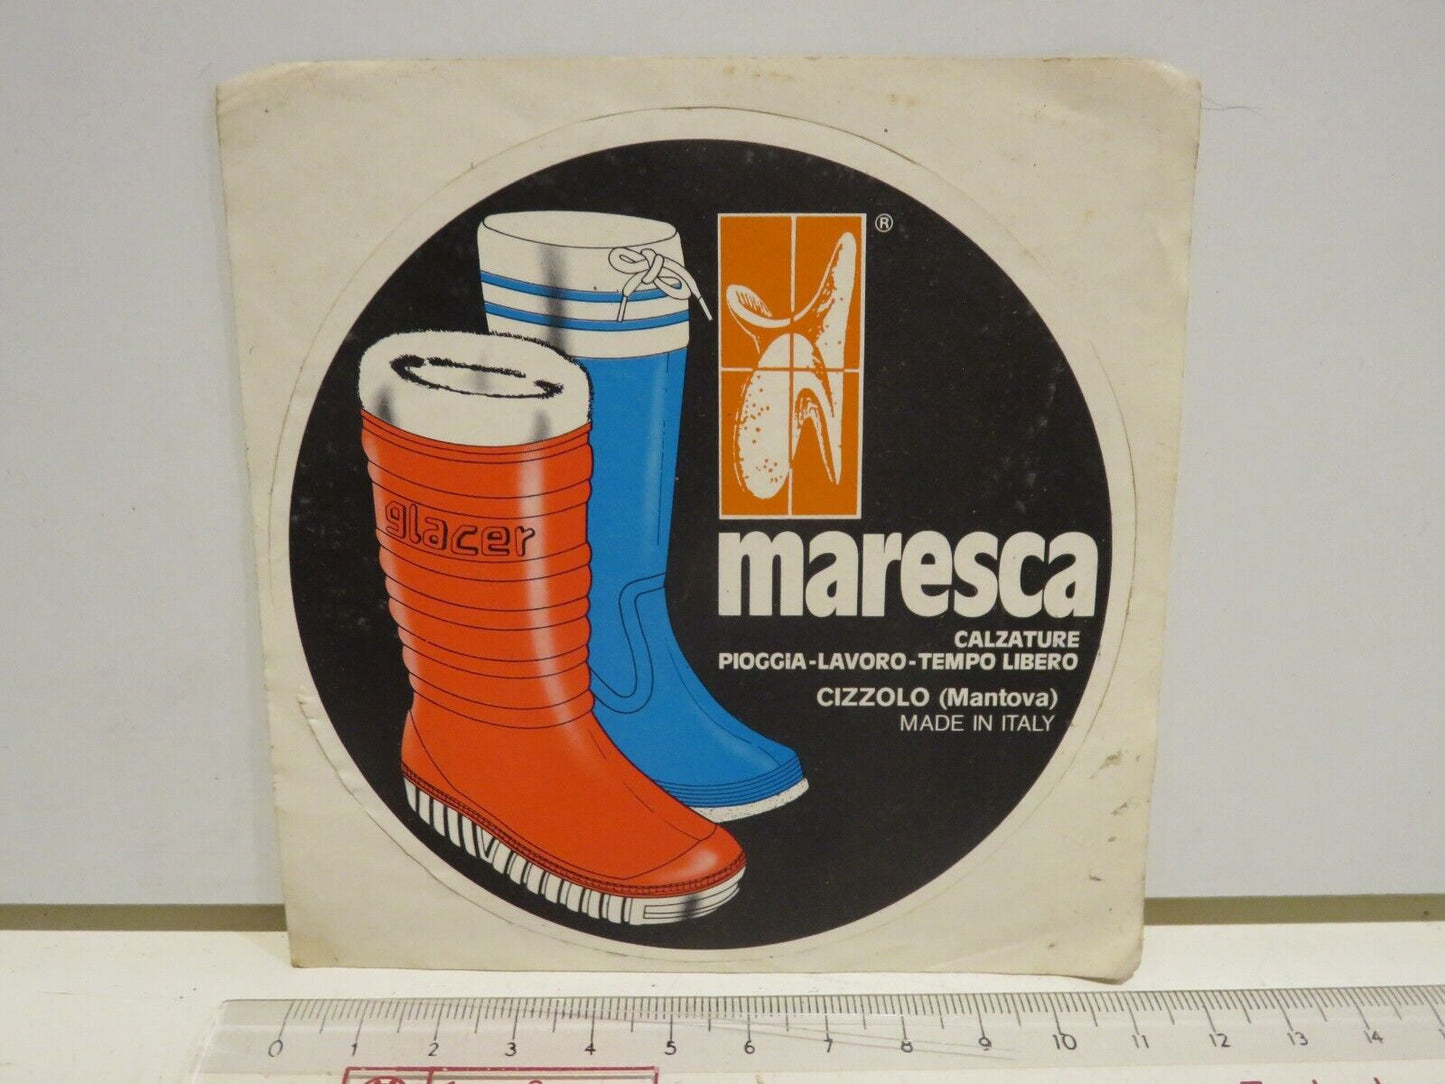 ®
glacer
maresca
CALZATURE
PIOGGIA-LAVORO-TEMPO LIBERO
CIZZOLO (Mantova)
MADE IN ITALY
0 1 2 3 4 5 6 7 8 9 10 11 12 13 14